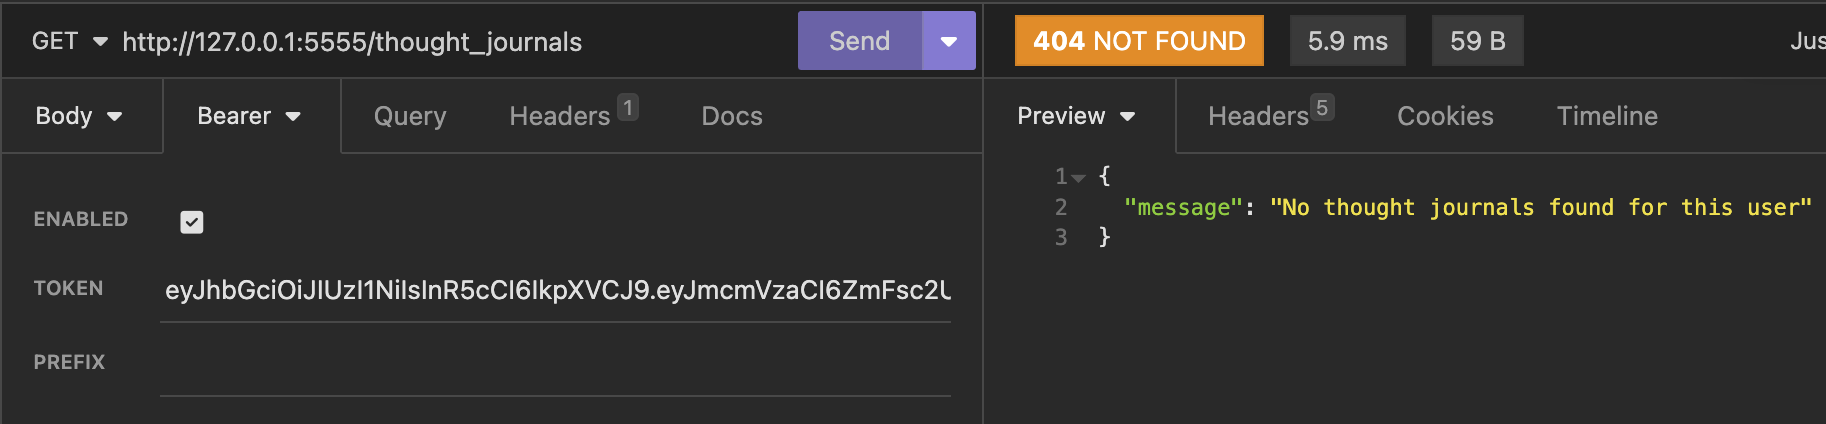 GET http://127.0.0.1:5555/thought_journals Send
404 NOT FOUND 5.9 ms 59 B Jus
Body Bearer Query Headers 1 Docs
Preview Headers 5 Cookies Timeline
ENABLED
TOKEN eyJhbGciOiJIUzI1NiIsInR5cCI6IkpXVCJ9.eyJmcmVzaCI6ZmFsc2U
PREFIX
1 {
2 "message": "No thought journals found for this user"
3 }